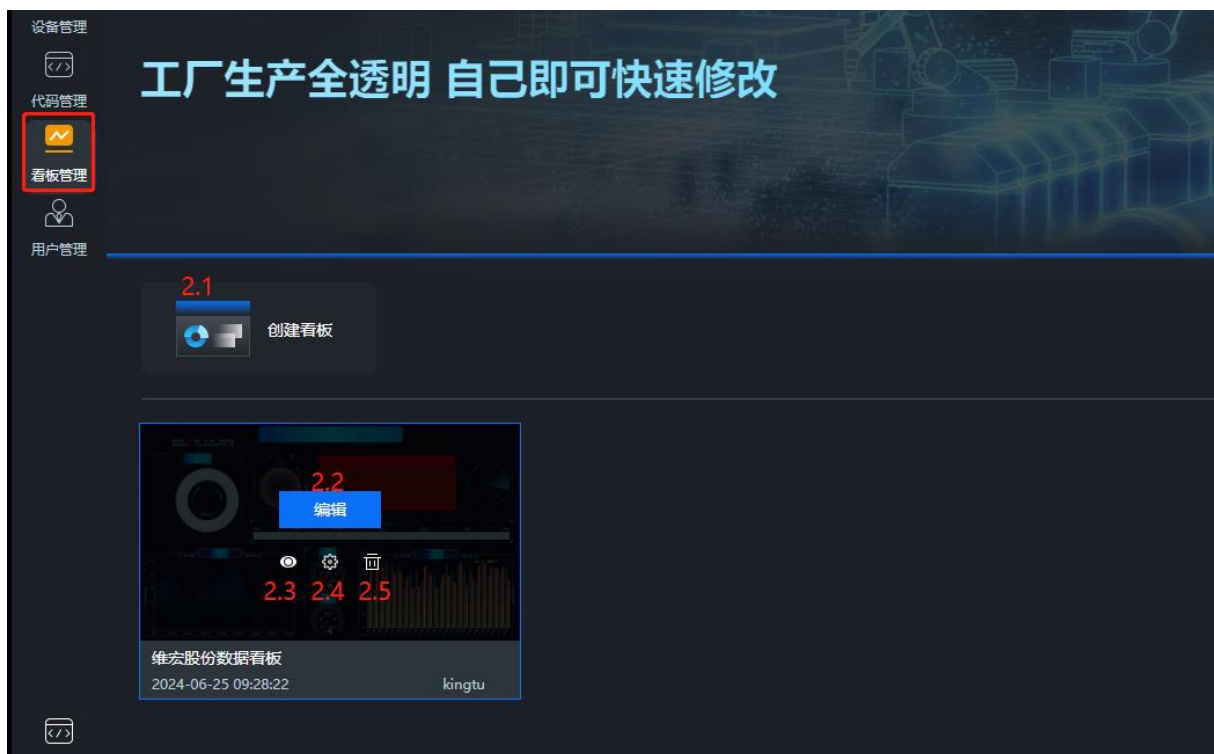 设备管理
代码管理
看板管理
用户管理
工厂生产全透明 自己即可快速修改
2.1
创建看板
2.2
编辑
2.3 2.4 2.5
维宏股份数据看板
2024-06-25 09:28:22 kingtu